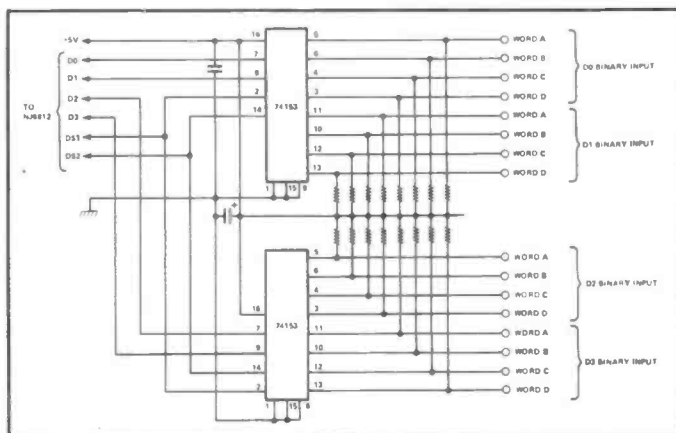 +5V
D0
D1
D2
D3
DS1
DS2
TO
NJ8812
16
7
9
2
14
74153
1 15 8
5
6
4
3
11
10
12
13
WORD A
WORD B
WORD C
WORD D
D0 BINARY INPUT
WORD A
WORD B
WORD C
WORD D
D1 BINARY INPUT
+
16
7
9
14
2
74153
1 15 8
5
6
4
3
11
10
12
13
WORD A
WORD B
WORD C
WORD D
D2 BINARY INPUT
WORD A
WORD B
WORD C
WORD D
D3 BINARY INPUT